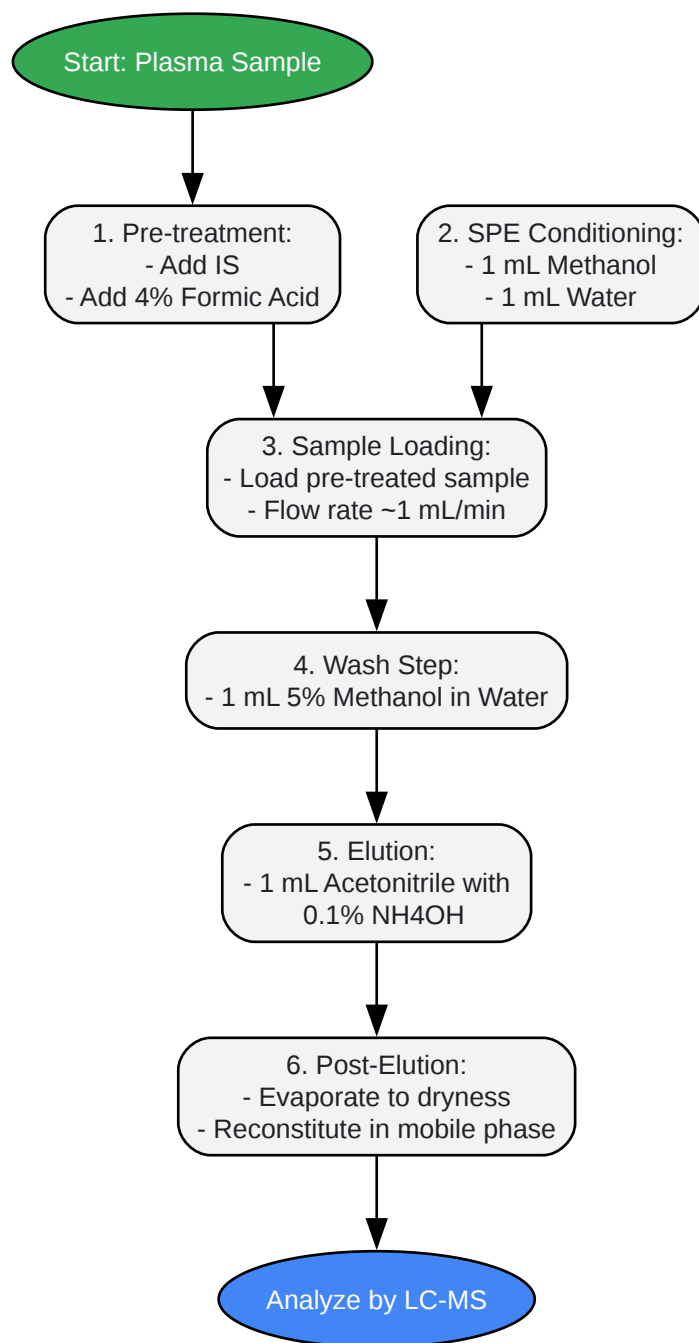 Start: Plasma Sample
1. Pre-treatment:
- Add IS
- Add 4% Formic Acid
2. SPE Conditioning:
- 1 mL Methanol
- 1 mL Water
3. Sample Loading:
- Load pre-treated sample
- Flow rate ~1 mL/min
4. Wash Step:
- 1 mL 5% Methanol in Water
5. Elution:
- 1 mL Acetonitrile with
0.1% NH4OH
6. Post-Elution:
- Evaporate to dryness
- Reconstitute in mobile phase
Analyze by LC-MS